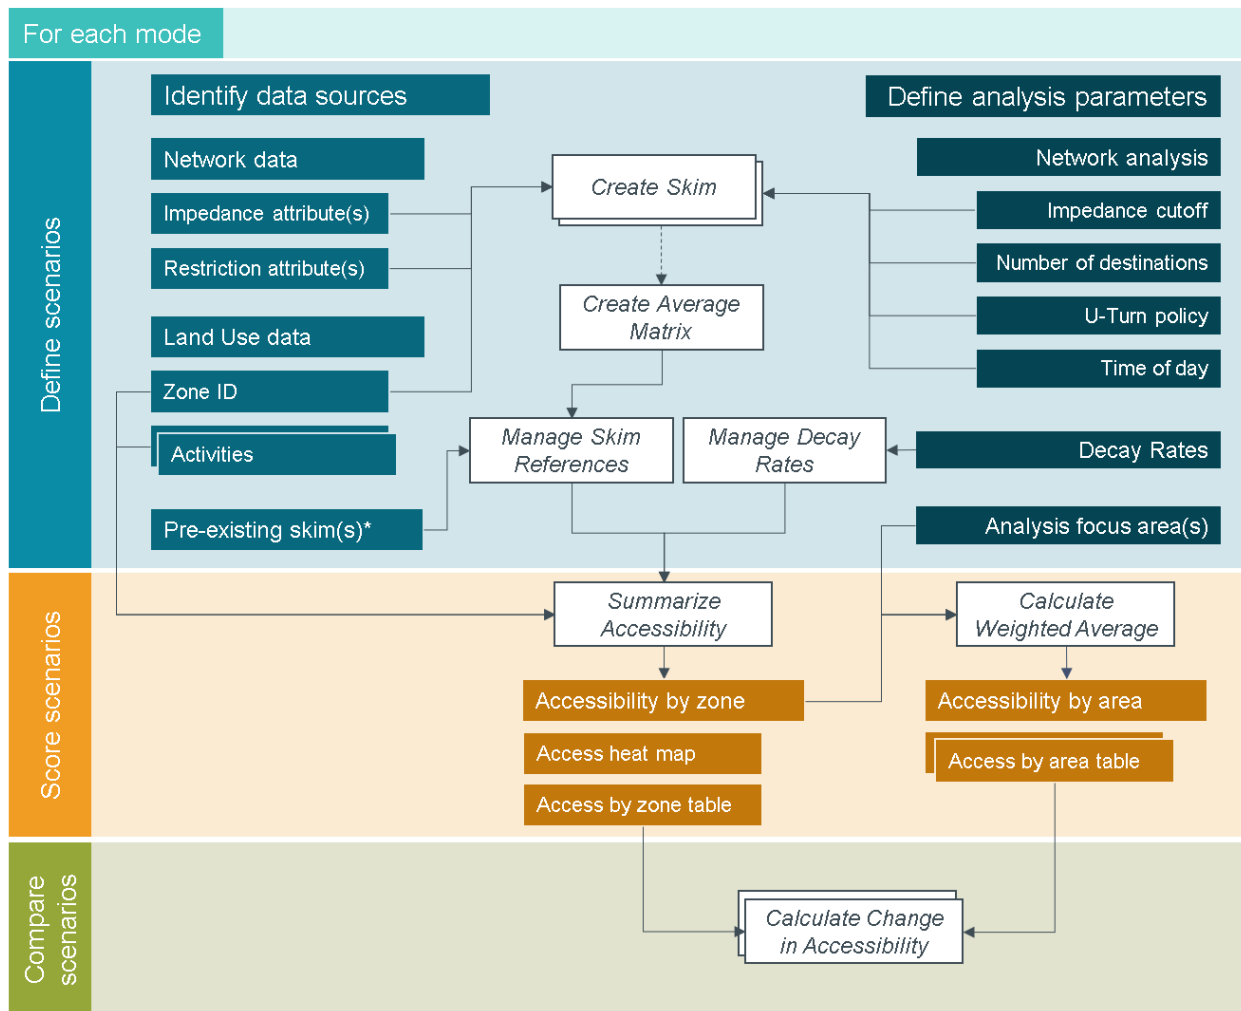 For each mode
Define scenarios
Identify data sources
Define analysis parameters
Network data
Impedance attribute(s)
Restriction attribute(s)
Land Use data
Zone ID
Activities
Pre-existing skim(s)*
Create Skim
Create Average
Matrix
Manage Skim
References
Manage Decay
Rates
Network analysis
Impedance cutoff
Number of destinations
U-Turn policy
Time of day
Decay Rates
Analysis focus area(s)
Score scenarios
Summarize
Accessibility
Calculate
Weighted Average
Accessibility by zone
Access heat map
Access by zone table
Accessibility by area
Access by area table
Compare
scenarios
Calculate Change
in Accessibility